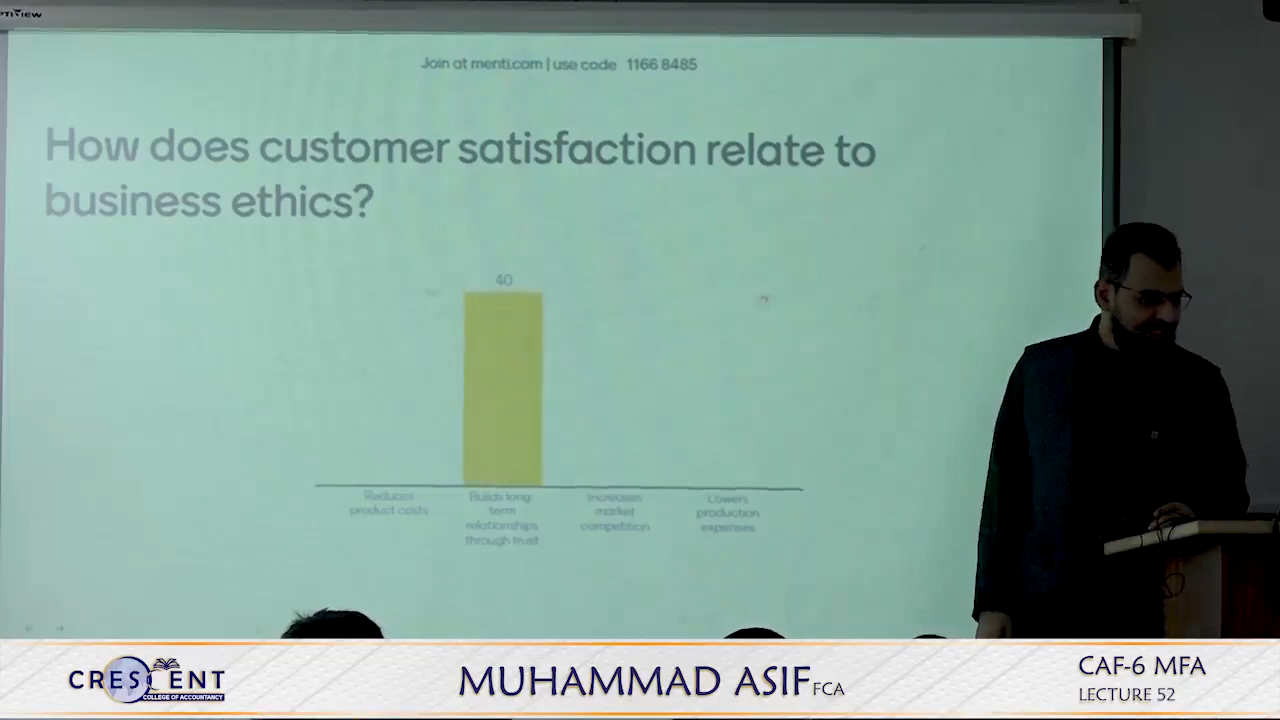 Join at menti.com | use code 1166 8485
How does customer satisfaction relate to
business ethics?
40
Reduces
product costs
Builds long
term
relationships
through trust
Increases
market
competition
Lowers
production
expenses
CRESCENT
COLLEGE OF ACCOUNTANCY
MUHAMMAD ASIF FCA
CAF-6 MFA
LECTURE 52